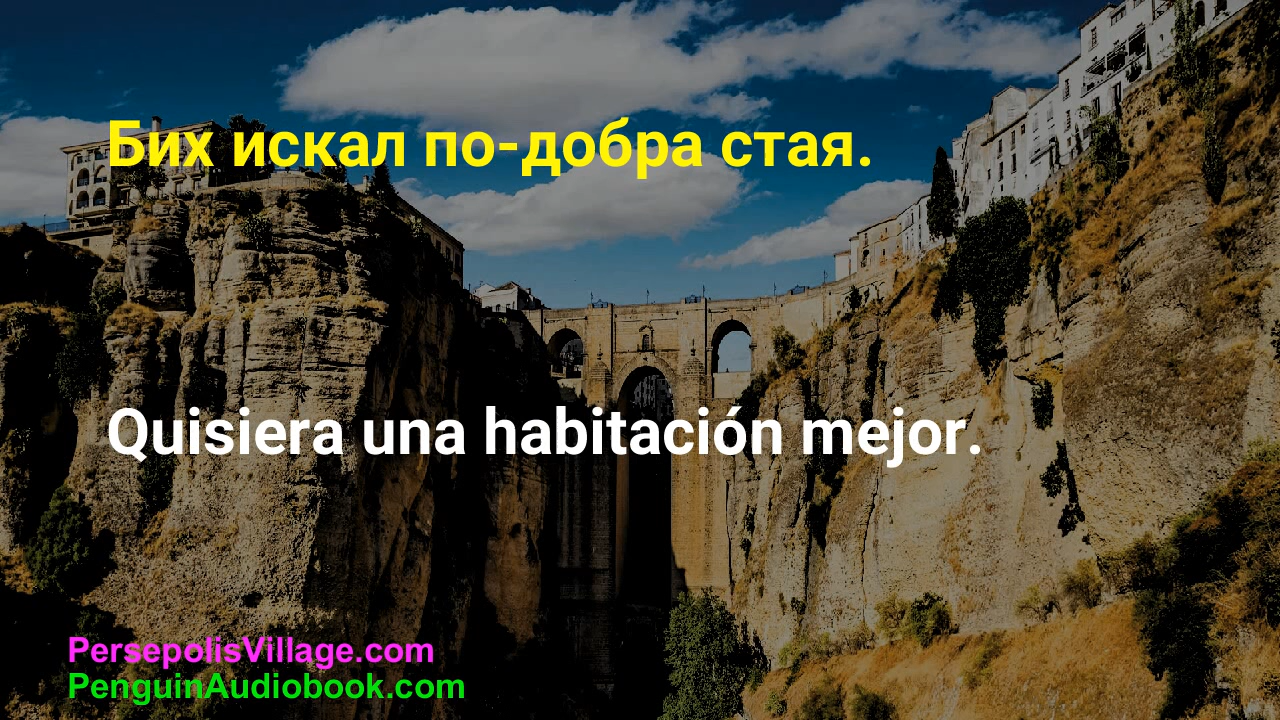 Бих искал по-добра стая.
Quisiera una habitación mejor.
PersepolisVillage.com
PenguinAudiobook.com